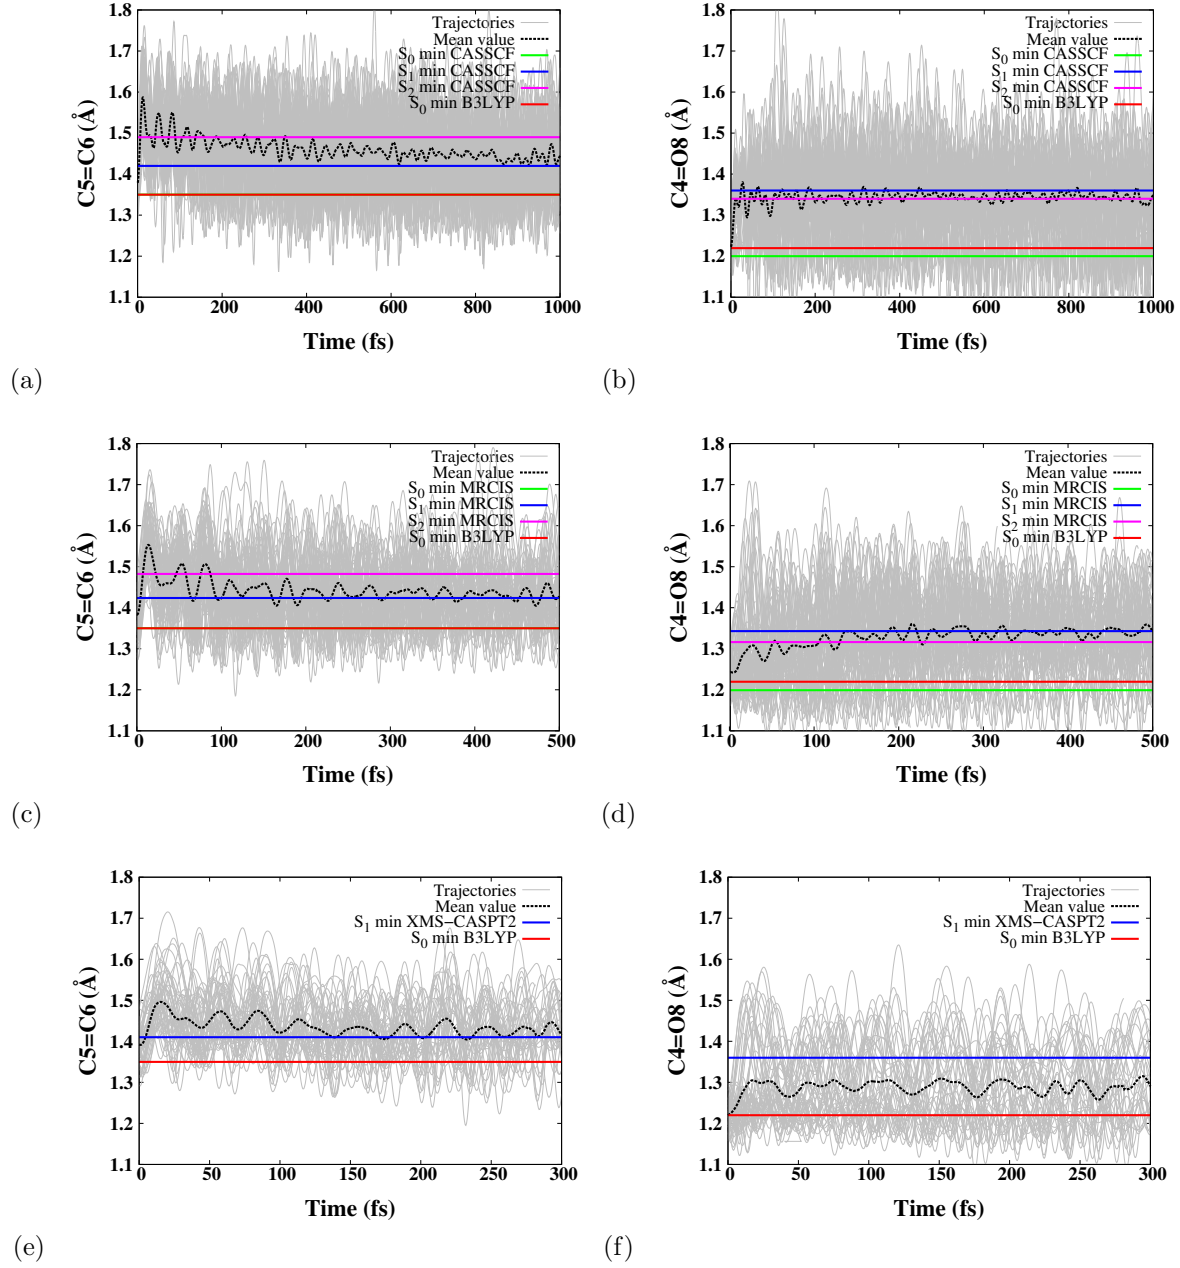 1.8
1.7
1.6
1.5
1.4
1.3
1.2
1.1
C5=C6 (Å)
Trajectories
Mean value
S0 min CASSCF
S1 min CASSCF
S2 min CASSCF
S0 min B3LYP
0 200 400 600 800 1000
Time (fs)
(a)
1.8
1.7
1.6
1.5
1.4
1.3
1.2
1.1
C4=O8 (Å)
Trajectories
Mean value
S0 min CASSCF
S1 min CASSCF
S2 min CASSCF
S0 min B3LYP
0 200 400 600 800 1000
Time (fs)
(b)
1.8
1.7
1.6
1.5
1.4
1.3
1.2
1.1
C5=C6 (Å)
Trajectories
Mean value
S0 min MRCIS
S1 min MRCIS
S2 min MRCIS
S0 min B3LYP
0 100 200 300 400 500
Time (fs)
(c)
1.8
1.7
1.6
1.5
1.4
1.3
1.2
1.1
C4=O8 (Å)
Trajectories
Mean value
S0 min MRCIS
S1 min MRCIS
S2 min MRCIS
S0 min B3LYP
0 100 200 300 400 500
Time (fs)
(d)
1.8
1.7
1.6
1.5
1.4
1.3
1.2
1.1
C5=C6 (Å)
Trajectories
Mean value
S1 min XMS−CASPT2
S0 min B3LYP
0 50 100 150 200 250 300
Time (fs)
(e)
1.8
1.7
1.6
1.5
1.4
1.3
1.2
1.1
C4=O8 (Å)
Trajectories
Mean value
S1 min XMS−CASPT2
S0 min B3LYP
0 50 100 150 200 250 300
Time (fs)
(f)